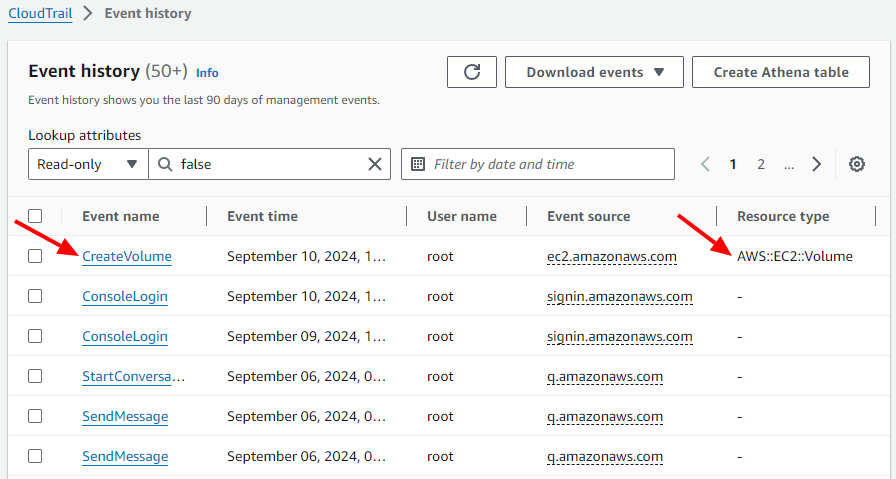 CloudTrail > Event history
Event history (50+) Info
Download events
Create Athena table
Event history shows you the last 90 days of management events.
Lookup attributes
Read-only
false
Filter by date and time
1 2 ...
Event name Event time User name Event source Resource type
CreateVolume September 10, 2024, 1... root ec2.amazonaws.com AWS::EC2::Volume
ConsoleLogin September 10, 2024, 1... root signin.amazonaws.com -
ConsoleLogin September 09, 2024, 1... root signin.amazonaws.com -
StartConversa... September 06, 2024, 0... root q.amazonaws.com -
SendMessage September 06, 2024, 0... root q.amazonaws.com -
SendMessage September 06, 2024, 0... root q.amazonaws.com -